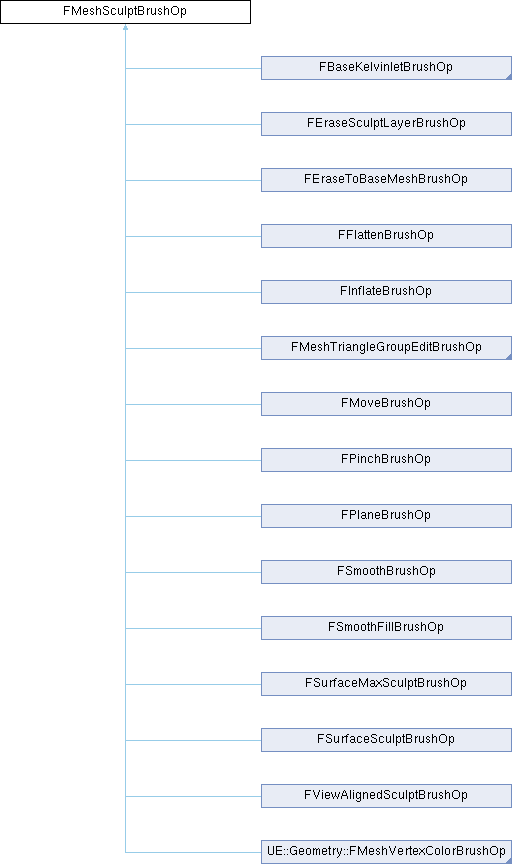 FMeshSculptBrushOp
FBaseKelvinletBrushOp
FEraseSculptLayerBrushOp
FEraseToBaseMeshBrushOp
FFlattenBrushOp
FInflateBrushOp
FMeshTriangleGroupEditBrushOp
FMoveBrushOp
FPinchBrushOp
FPlaneBrushOp
FSmoothBrushOp
FSmoothFillBrushOp
FSurfaceMaxSculptBrushOp
FSurfaceSculptBrushOp
FViewAlignedSculptBrushOp
UE::Geometry::FMeshVertexColorBrushOp